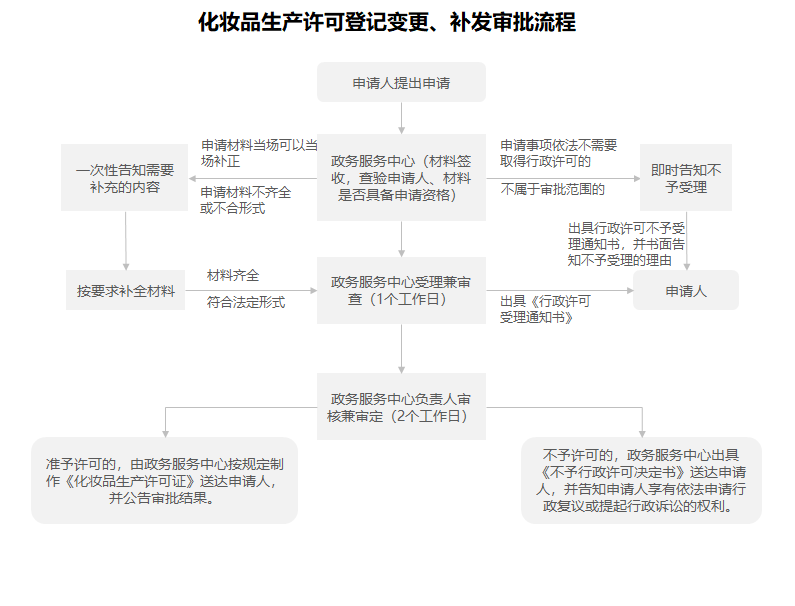 化妆品生产许可登记变更、补发审批流程
申请人提出申请
申请材料当场可以当
场补正
申请材料不齐全
或不合形式
一次性告知需要
补充的内容
政务服务中心（材料签
收，查验申请人、材料
是否具备申请资格）
申请事项依法不需要
取得行政许可的
不属于审批范围的
即时告知不
予受理
出具行政许可不予受
理通知书，并书面告
知不予受理的理由
按要求补全材料
材料齐全
符合法定形式
政务服务中心受理兼审
查（1个工作日）
出具《行政许可
受理通知书》
申请人
政务服务中心负责人审
核兼审定（2个工作日）
准予许可的，由政务服务中心按规定制
作《化妆品生产许可证》送达申请人，
并公告审批结果。
不予许可的，政务服务中心出具
《不予行政许可决定书》送达申请
人，并告知申请人享有依法申请行
政复议或提起行政诉讼的权利。